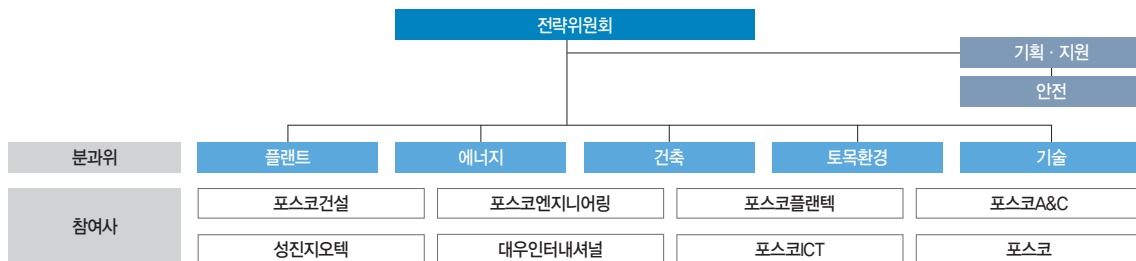 전략위원회
기획 · 지원
안전
분과위
플랜트
에너지
건축
토목환경
기술
참여사
포스코건설
포스코엔지니어링
포스코플랜텍
포스코A&C
성진지오텍
대우인터내셔널
포스코ICT
포스코